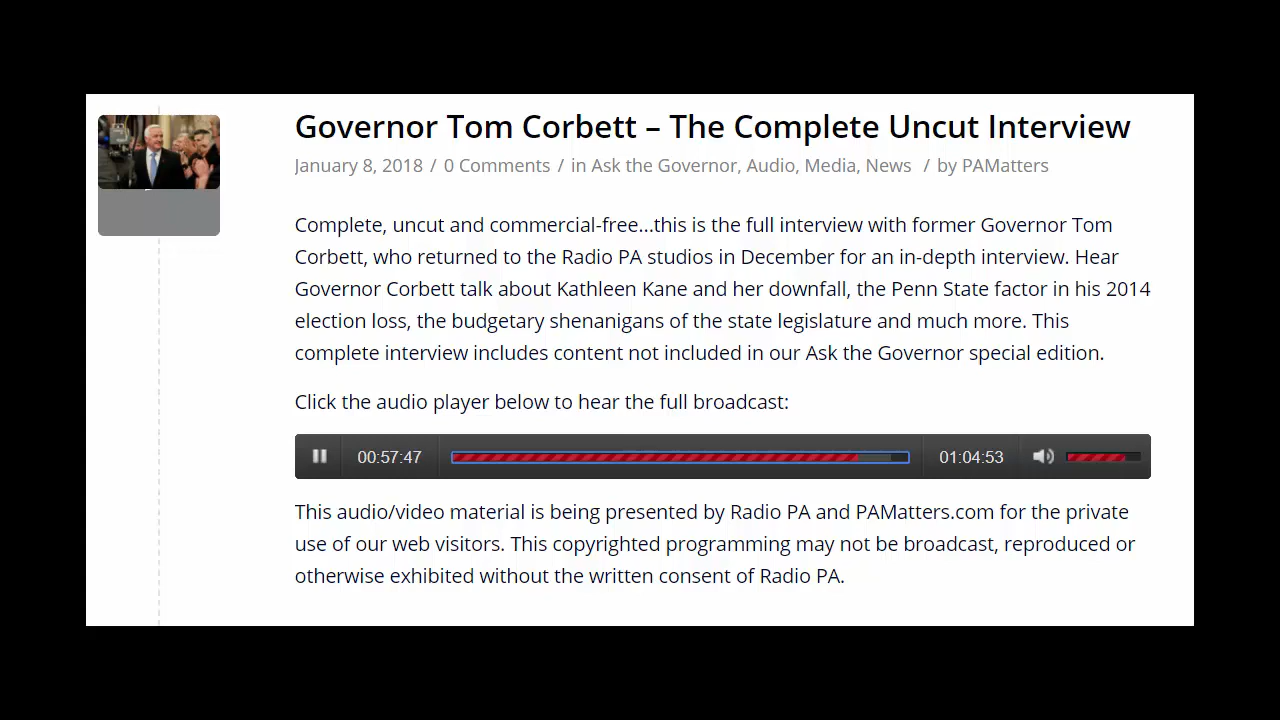 Governor Tom Corbett – The Complete Uncut Interview
January 8, 2018 / 0 Comments / in Ask the Governor, Audio, Media, News / by PAMatters
Complete, uncut and commercial-free...this is the full interview with former Governor Tom
Corbett, who returned to the Radio PA studios in December for an in-depth interview. Hear
Governor Corbett talk about Kathleen Kane and her downfall, the Penn State factor in his 2014
election loss, the budgetary shenanigans of the state legislature and much more. This
complete interview includes content not included in our Ask the Governor special edition.
Click the audio player below to hear the full broadcast:
00:57:47 01:04:53
This audio/video material is being presented by Radio PA and PAMatters.com for the private
use of our web visitors. This copyrighted programming may not be broadcast, reproduced or
otherwise exhibited without the written consent of Radio PA.